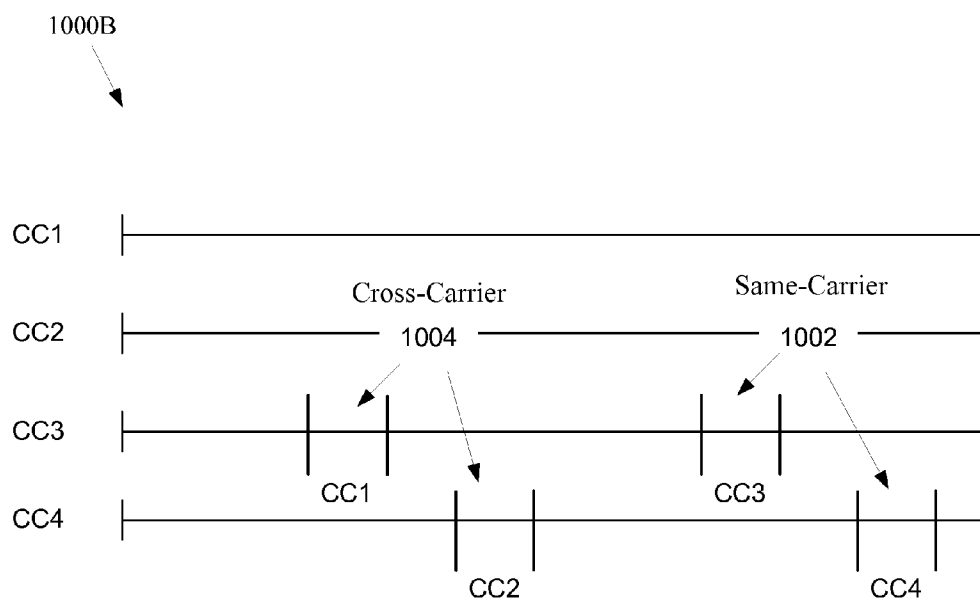 1000B
CC1
Cross-Carrier
Same-Carrier
CC2
1004
1002
CC3
CC1
CC3
CC4
CC2
CC4